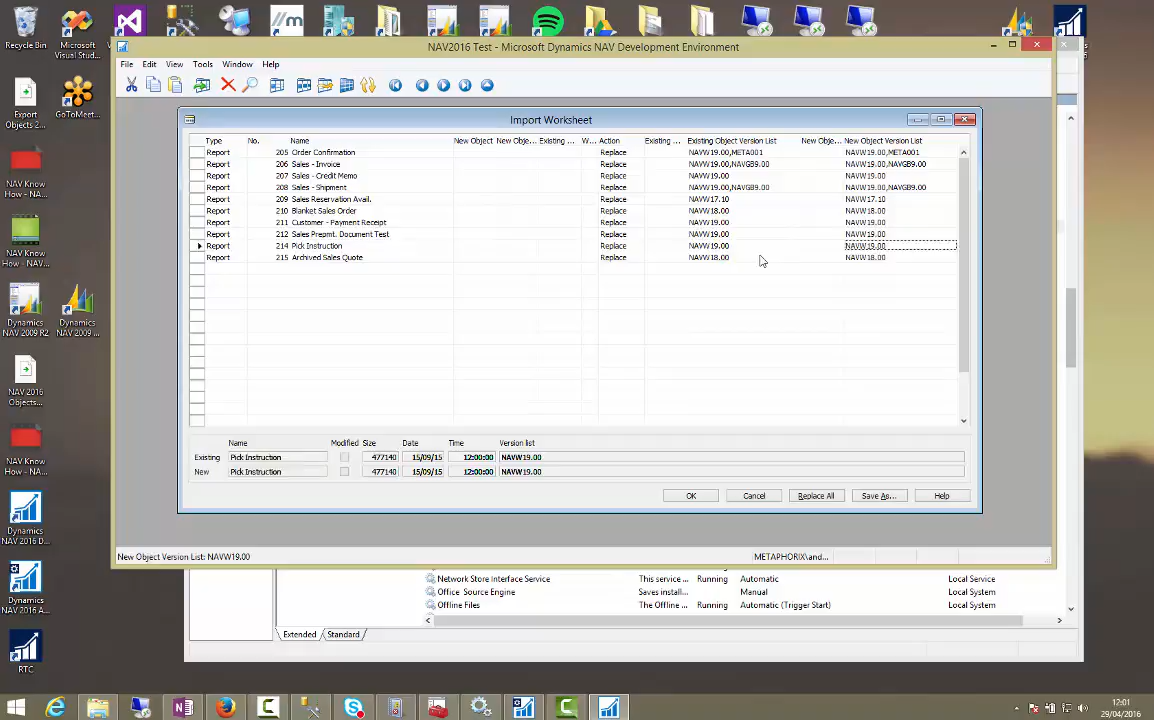 Recycle Bin
Microsoft Visual Stud...
NAV2016 Test - Microsoft Dynamics NAV Development Environment
File Edit View Tools Window Help
Export Objects 2...
GoToMeet...
Import Worksheet
Type No. Name New Object New Obje... Existing ... W... Action Existing ... Existing Object Version List New Obje... New Object Version List
Report 205 Order Confirmation Replace NAVW19.00,META001 NAVW19.00,META001
Report 206 Sales - Invoice Replace NAVW19.00,NAVGB9.00 NAVW19.00,NAVGB9.00
Report 207 Sales - Credit Memo Replace NAVW19.00 NAVW19.00
Report 208 Sales - Shipment Replace NAVW19.00,NAVGB9.00 NAVW19.00,NAVGB9.00
Report 209 Sales Reservation Avail. Replace NAVW17.10 NAVW17.10
Report 210 Blanket Sales Order Replace NAVW18.00 NAVW18.00
Report 211 Customer - Payment Receipt Replace NAVW19.00 NAVW19.00
Report 212 Sales Prepmt. Document Test Replace NAVW19.00 NAVW19.00
Report 214 Pick Instruction Replace NAVW19.00 NAVW19.00
Report 215 Archived Sales Quote Replace NAVW18.00 NAVW18.00
NAV Know How - NA...
NAV Know How - NA...
Dynamics NAV 2009 R2
Dynamics NAV 2009 ...
NAV 2016 Objects...
NAV Know How - NA...
Dynamics 2016 D...
Dynamics NAV 2016 A...
RTC
Name Modified Size Date Time Version list
Existing Pick Instruction 477140 15/09/15 12:00:00 NAVW19.00
New Pick Instruction 477140 15/09/15 12:00:00 NAVW19.00
OK Cancel Replace All Save As... Help
New Object Version List: NAVW19.00 METAPHORIX\and...
Network Store Interface Service This service ... Running Automatic Local Service
Office Source Engine Saves install... Manual Local System
Offline Files The Offline ... Running Automatic (Trigger Start) Local System
Extended Standard
12:01
29/04/2016